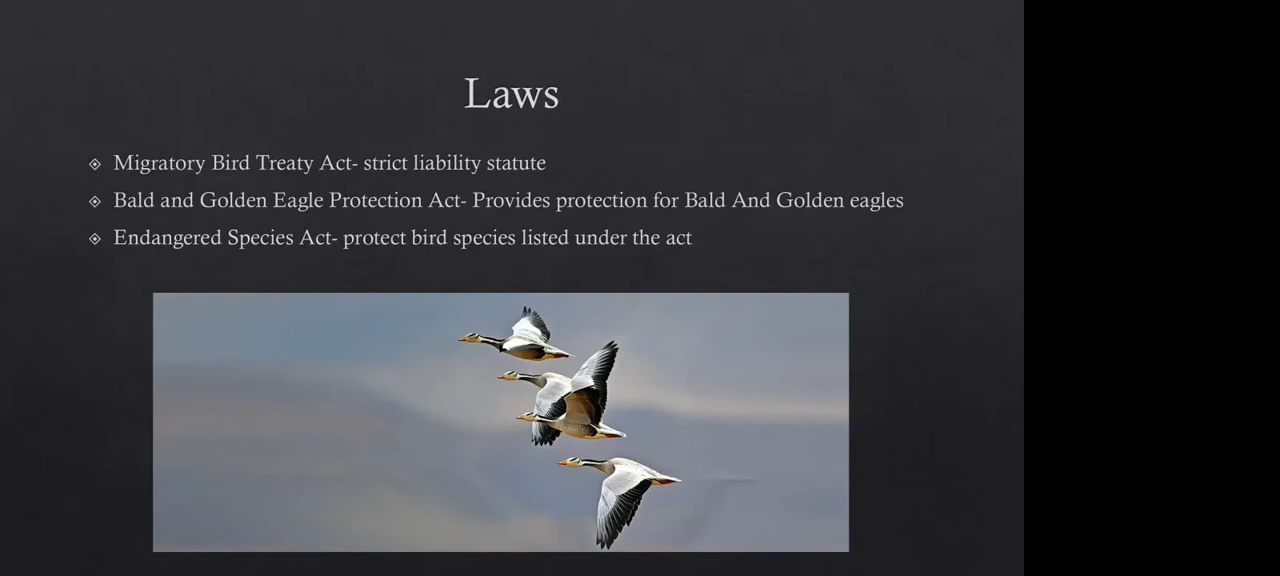 Laws
Migratory Bird Treaty Act- strict liability statute
Bald and Golden Eagle Protection Act- Provides protection for Bald And Golden eagles
Endangered Species Act- protect bird species listed under the act